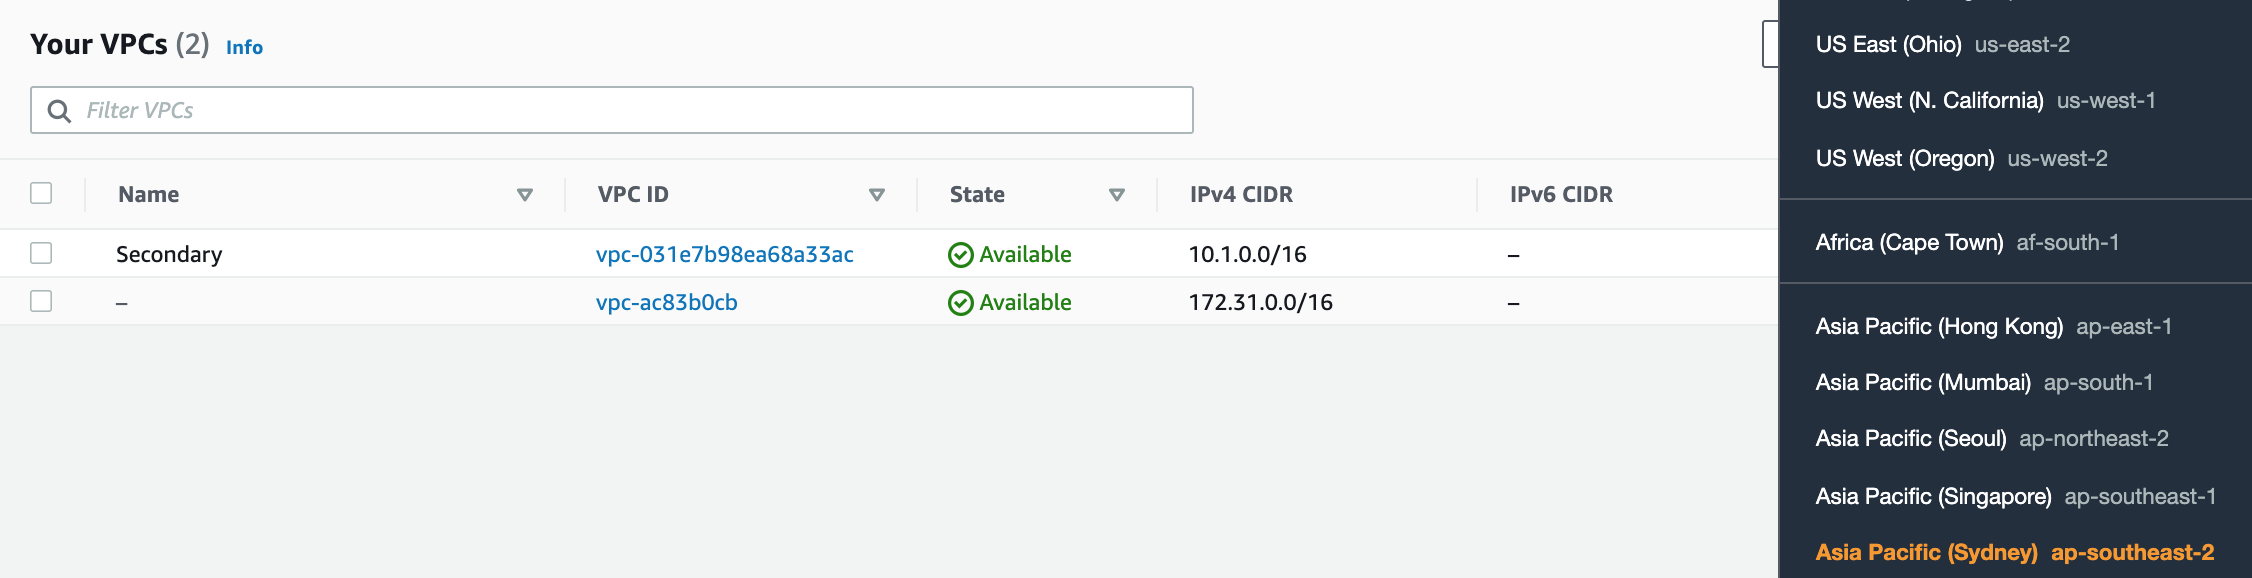 Your VPCs (2) Info
Filter VPCs
Name VPC ID State IPv4 CIDR IPv6 CIDR
Secondary vpc-031e7b98ea68a33ac Available 10.1.0.0/16 –
– vpc-ac83b0cb Available 172.31.0.0/16 –
US East (Ohio) us-east-2
US West (N. California) us-west-1
US West (Oregon) us-west-2
Africa (Cape Town) af-south-1
Asia Pacific (Hong Kong) ap-east-1
Asia Pacific (Mumbai) ap-south-1
Asia Pacific (Seoul) ap-northeast-2
Asia Pacific (Singapore) ap-southeast-1
Asia Pacific (Sydney) ap-southeast-2